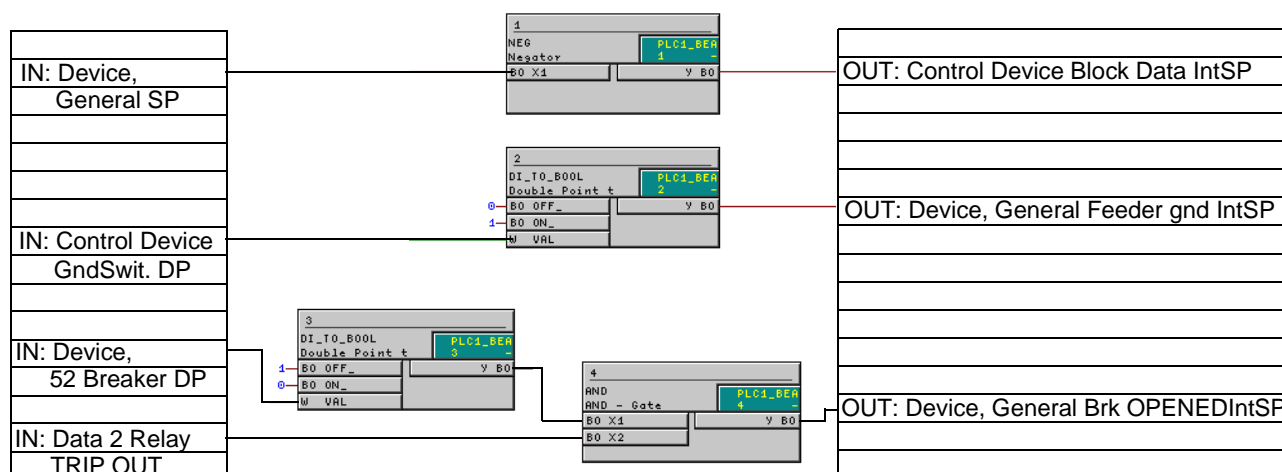 IN: Device,
General SP
IN: Control Device
GndSwit. DP
IN: Device,
52 Breaker DP
IN: Data 2 Relay
TRIP OUT
1
NEG
Negator
PLC1_BEA
1 -
BO X1
Y BO
2
DI_TO_BOOL
Double Point t
PLC1_BEA
2 -
0 BO OFF_
Y BO
1 BO ON_
W VAL
3
DI_TO_BOOL
Double Point t
PLC1_BEA
3 -
1 BO OFF_
Y BO
0 BO ON_
W VAL
4
AND
AND - Gate
PLC1_BEA
4 -
BO X1
Y BO
BO X2
OUT: Control Device Block Data IntSP
OUT: Device, General Feeder gnd IntSP
OUT: Device, General Brk OPENEDIntSP